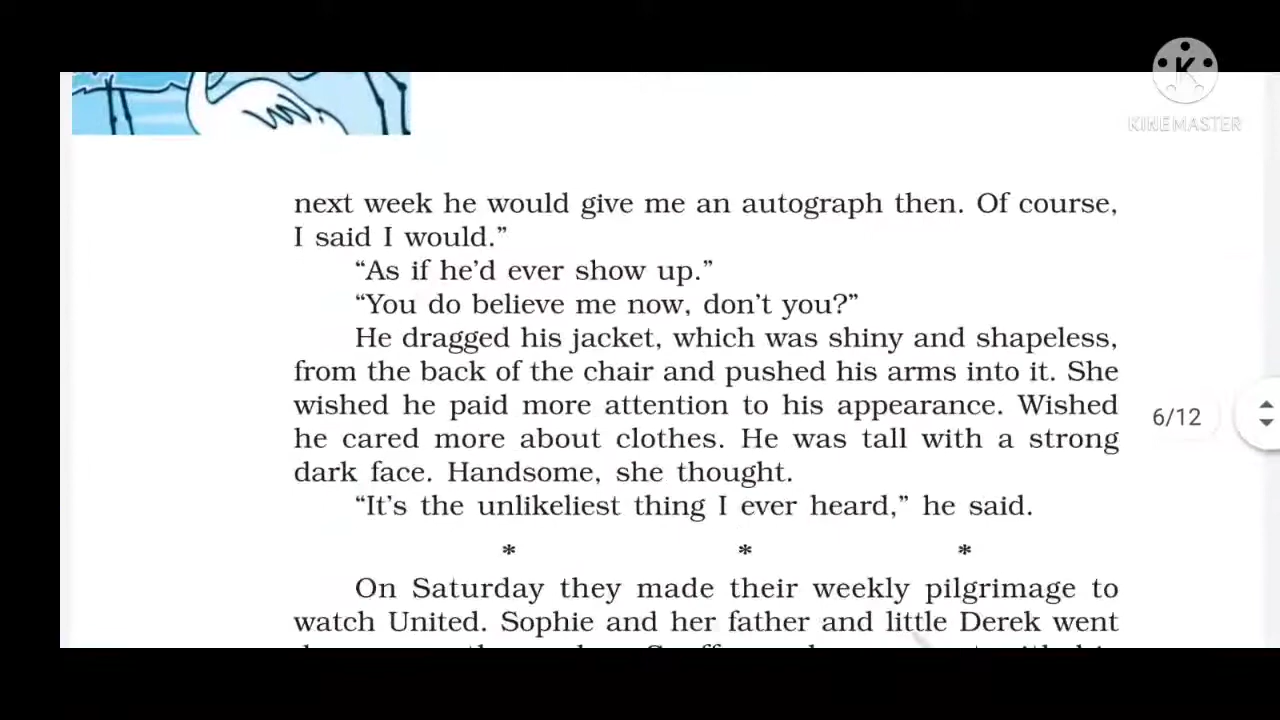 K
KINEMASTER
next week he would give me an autograph then. Of course,
I said I would.”
“As if he’d ever show up.”
“You do believe me now, don’t you?”
He dragged his jacket, which was shiny and shapeless,
from the back of the chair and pushed his arms into it. She
wished he paid more attention to his appearance. Wished
he cared more about clothes. He was tall with a strong
dark face. Handsome, she thought.
6/12
“It’s the unlikeliest thing I ever heard,” he said.
* * *
On Saturday they made their weekly pilgrimage to
watch United. Sophie and her father and little Derek went